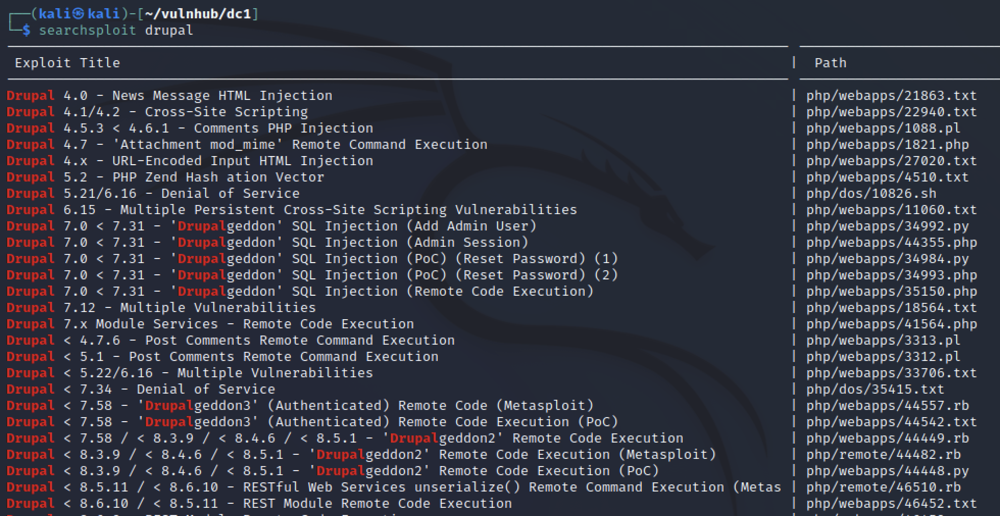 ┌──(kali㉿kali)-[~/vulnhub/dc1]
└─$ searchsploit drupal
Exploit Title | Path
Drupal 4.0 - News Message HTML Injection | php/webapps/21863.txt
Drupal 4.1/4.2 - Cross-Site Scripting | php/webapps/22940.txt
Drupal 4.5.3 < 4.6.1 - Comments PHP Injection | php/webapps/1088.pl
Drupal 4.7 - 'Attachment mod_mime' Remote Command Execution | php/webapps/1821.php
Drupal 4.x - URL-Encoded Input HTML Injection | php/webapps/27020.txt
Drupal 5.2 - PHP Zend Hash ation Vector | php/webapps/4510.txt
Drupal 5.21/6.16 - Denial of Service | php/dos/10826.sh
Drupal 6.15 - Multiple Persistent Cross-Site Scripting Vulnerabilities | php/webapps/11060.txt
Drupal 7.0 < 7.31 - 'Drupalgeddon' SQL Injection (Add Admin User) | php/webapps/34992.py
Drupal 7.0 < 7.31 - 'Drupalgeddon' SQL Injection (Admin Session) | php/webapps/44355.php
Drupal 7.0 < 7.31 - 'Drupalgeddon' SQL Injection (PoC) (Reset Password) (1) | php/webapps/34984.py
Drupal 7.0 < 7.31 - 'Drupalgeddon' SQL Injection (PoC) (Reset Password) (2) | php/webapps/34993.php
Drupal 7.0 < 7.31 - 'Drupalgeddon' SQL Injection (Remote Code Execution) | php/webapps/35150.php
Drupal 7.12 - Multiple Vulnerabilities | php/webapps/18564.txt
Drupal 7.x Module Services - Remote Code Execution | php/webapps/41564.php
Drupal < 4.7.6 - Post Comments Remote Command Execution | php/webapps/3313.pl
Drupal < 5.1 - Post Comments Remote Command Execution | php/webapps/3312.pl
Drupal < 5.22/6.16 - Multiple Vulnerabilities | php/webapps/33706.txt
Drupal < 7.34 - Denial of Service | php/dos/35415.txt
Drupal < 7.58 - 'Drupalgeddon3' (Authenticated) Remote Code (Metasploit) | php/webapps/44557.rb
Drupal < 7.58 - 'Drupalgeddon3' (Authenticated) Remote Code Execution (PoC) | php/webapps/44542.txt
Drupal < 7.58 / < 8.3.9 / < 8.4.6 / < 8.5.1 - 'Drupalgeddon2' Remote Code Execution | php/webapps/44449.rb
Drupal < 8.3.9 / < 8.4.6 / < 8.5.1 - 'Drupalgeddon2' Remote Code Execution (Metasploit) | php/remote/44482.rb
Drupal < 8.3.9 / < 8.4.6 / < 8.5.1 - 'Drupalgeddon2' Remote Code Execution (PoC) | php/webapps/44448.py
Drupal < 8.5.11 / < 8.6.10 - RESTful Web Services unserialize() Remote Command Execution (Metas | php/remote/46510.rb
Drupal < 8.6.10 / < 8.5.11 - REST Module Remote Code Execution | php/webapps/46452.txt